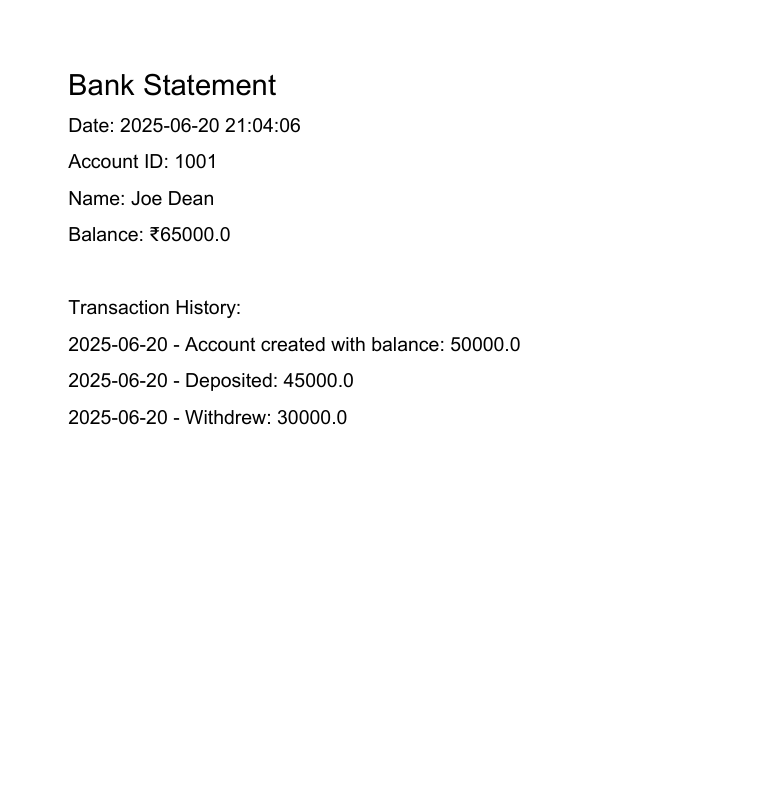 Bank Statement
Date: 2025-06-20 21:04:06
Account ID: 1001
Name: Joe Dean
Balance: ₹65000.0
Transaction History:
2025-06-20 - Account created with balance: 50000.0
2025-06-20 - Deposited: 45000.0
2025-06-20 - Withdrew: 30000.0